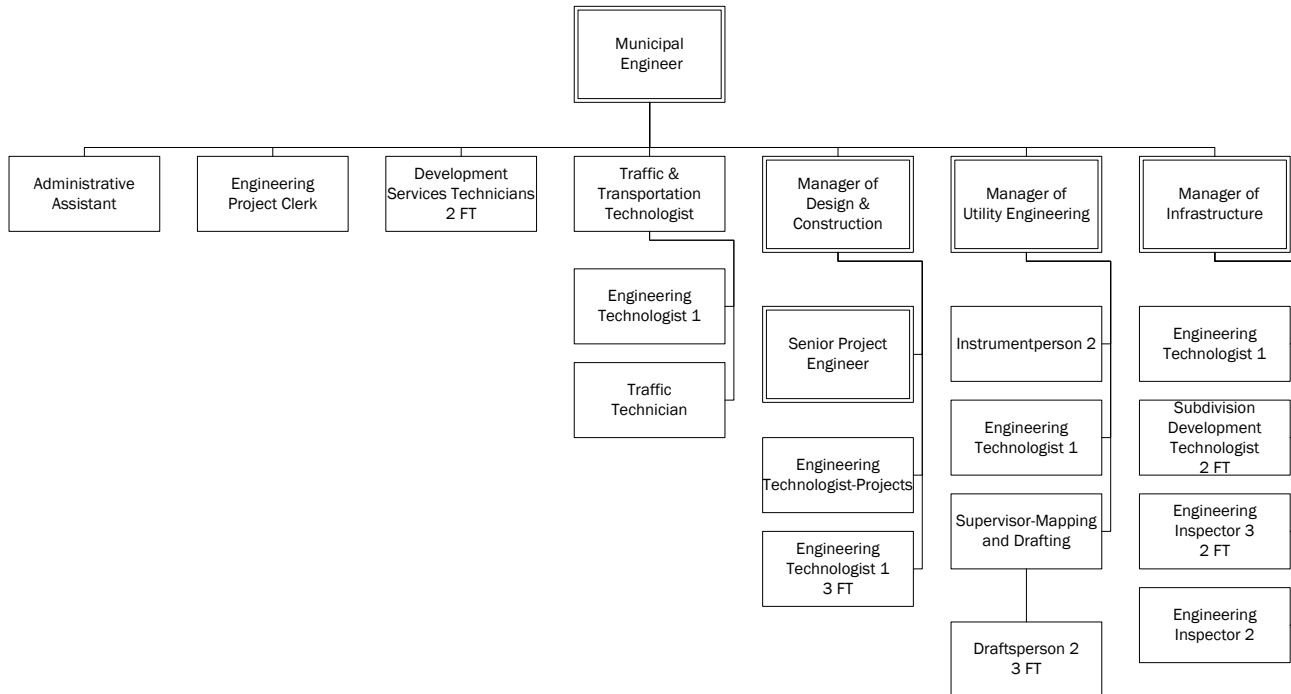 Municipal
Engineer
Administrative
Assistant
Engineering
Project Clerk
Development
Services Technicians
2 FT
Traffic &
Transportation
Technologist
Manager of
Design &
Construction
Manager of
Utility Engineering
Manager of
Infrastructure
Engineering
Technologist 1
Traffic
Technician
Senior Project
Engineer
Engineering
Technologist-Projects
Engineering
Technologist 1
3 FT
Instrumentperson 2
Engineering
Technologist 1
Supervisor-Mapping
and Drafting
Draftsperson 2
3 FT
Engineering
Technologist 1
Subdivision
Development
Technologist
2 FT
Engineering
Inspector 3
2 FT
Engineering
Inspector 2